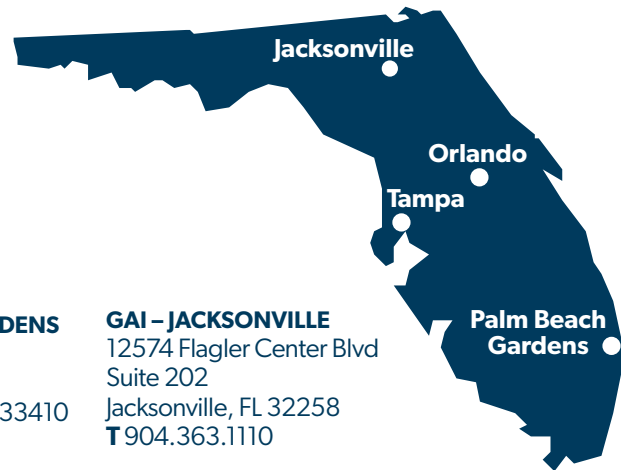 Jacksonville
Orlando
Tampa
Palm Beach
Gardens
DENS
33410
GAI – JACKSONVILLE
12574 Flagler Center Blvd
Suite 202
Jacksonville, FL 32258
T 904.363.1110